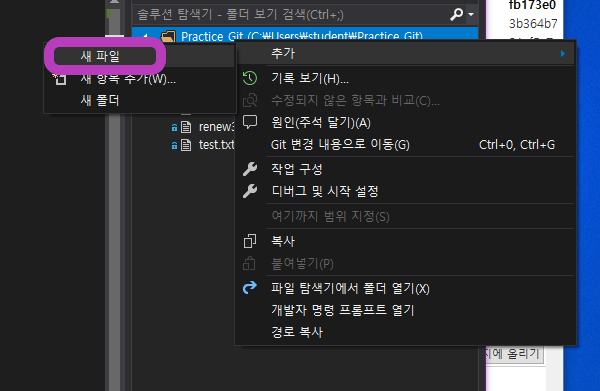 솔루션 탐색기 - 폴더 보기 검색(Ctrl+;)
fb173e0
3b364b7
Practice_Git (C:₩Users₩student₩Practice_Git)
새 파일
새 항목 추가(W)...
새 폴더
renew3
test.txt
추가
기록 보기(H)...
수정되지 않은 항목과 비교(C)...
원인(주석 달기)(A)
Git 변경 내용으로 이동(G) Ctrl+0, Ctrl+G
작업 구성
디버그 및 시작 설정
여기까지 범위 지정(S)
복사
붙여넣기(P)
파일 탐색기에서 폴더 열기(X)
개발자 명령 프롬프트 열기
경로 복사
지에 올리기